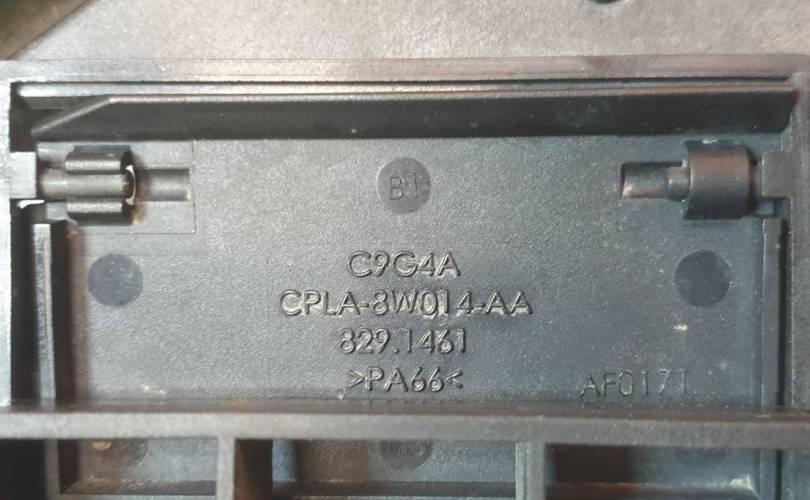 B1
C9G4A
CPLA-8W014-AA
829.1461
>PA66<
AF0171